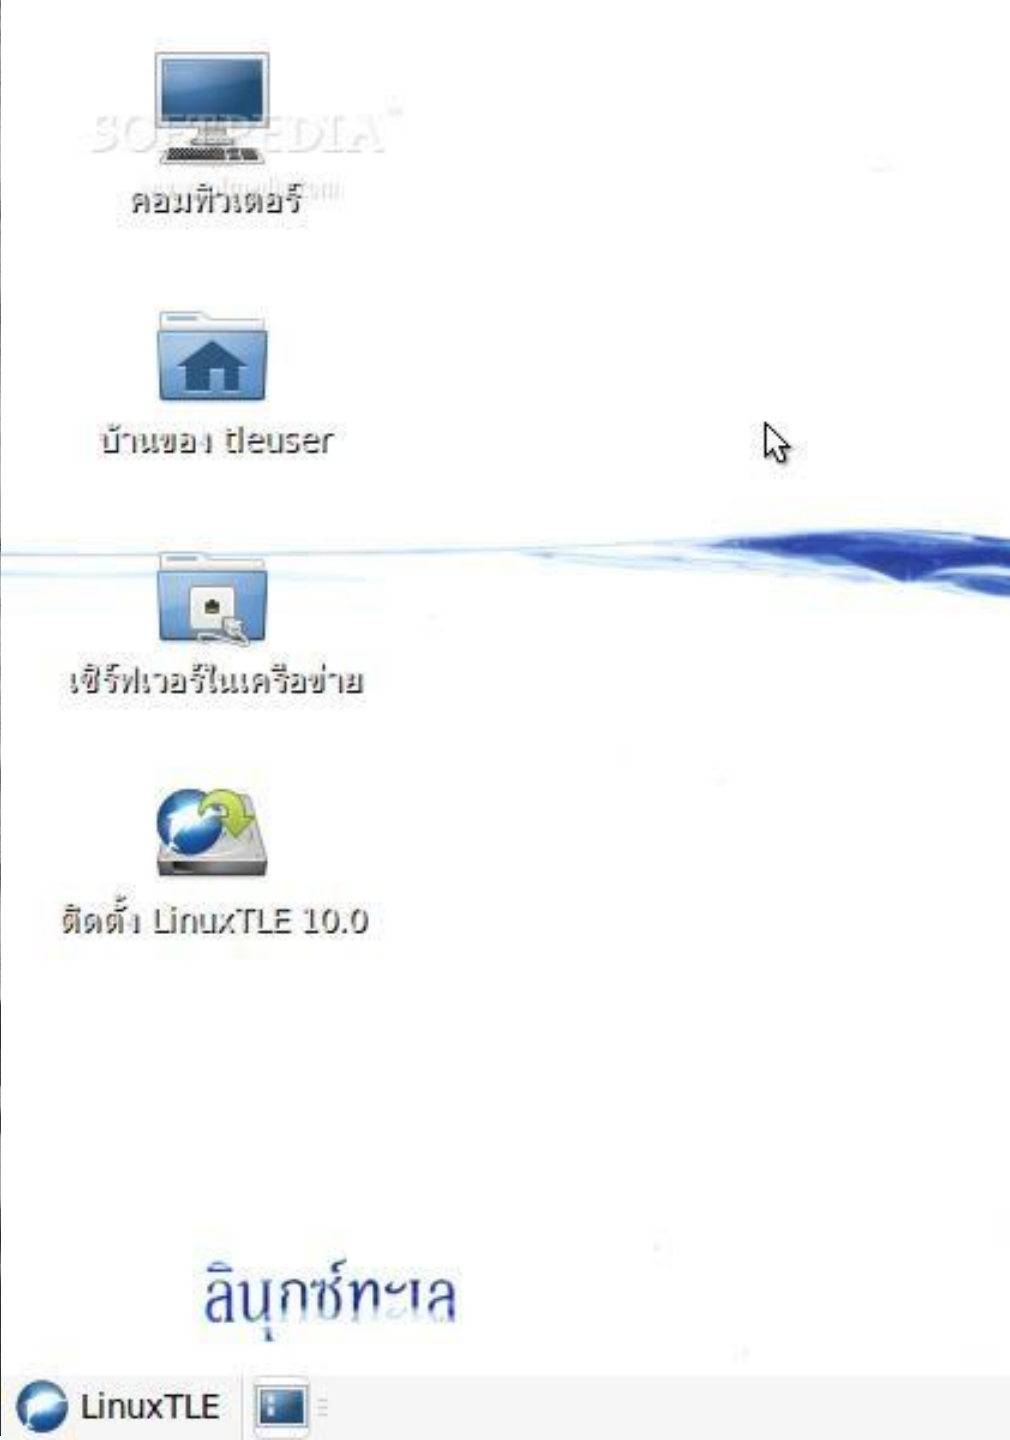 SOFTPEDIA
คอมพิวเตอร์
บ้านของ tleuser
เซิร์ฟเวอร์ในเครือข่าย
ติดตั้ง LinuxTLE 10.0
ลินุกซ์ทะเล
LinuxTLE